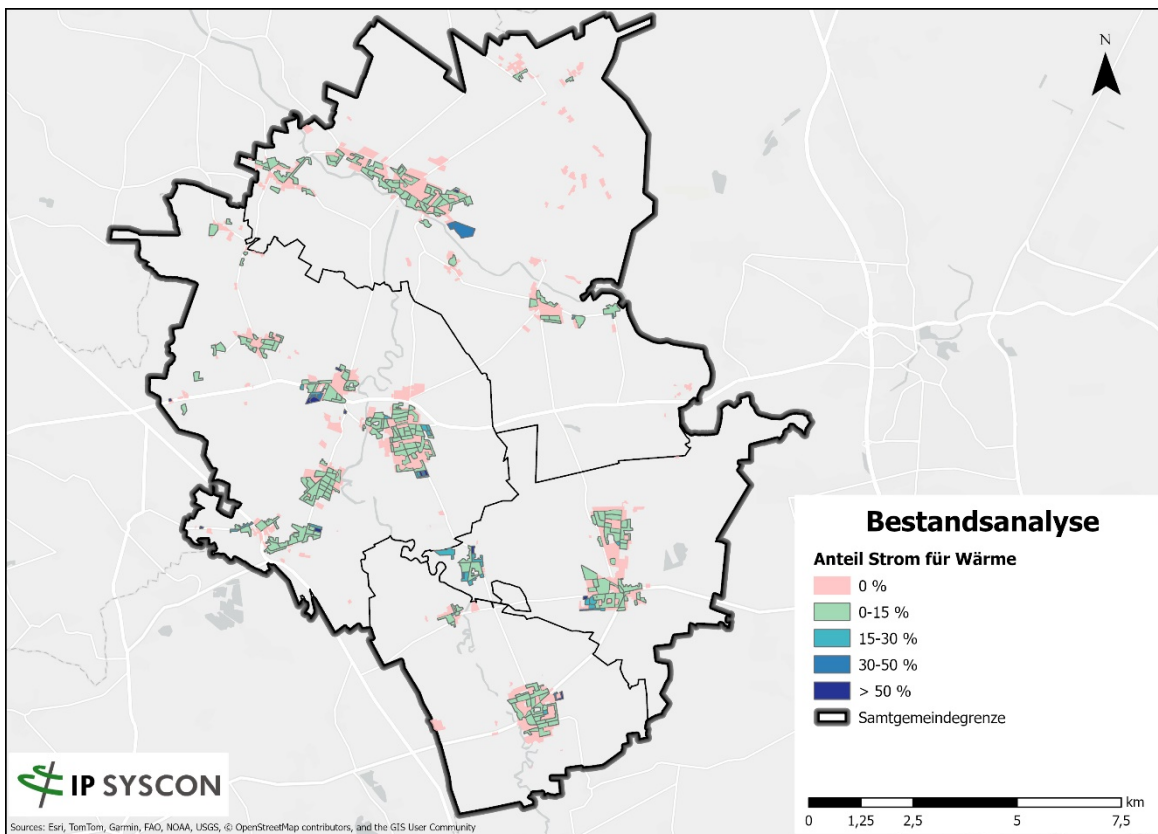 N
Bestandsanalyse
Anteil Strom für Wärme
0 %
0-15 %
15-30 %
30-50 %
> 50 %
Samtgemeindegrenze
km
0 1,25 2,5 5 7,5
IP SYSCON
Sources: Esri, TomTom, Garmin, FAO, NOAA, USGS, © OpenStreetMap contributors, and the GIS User Community